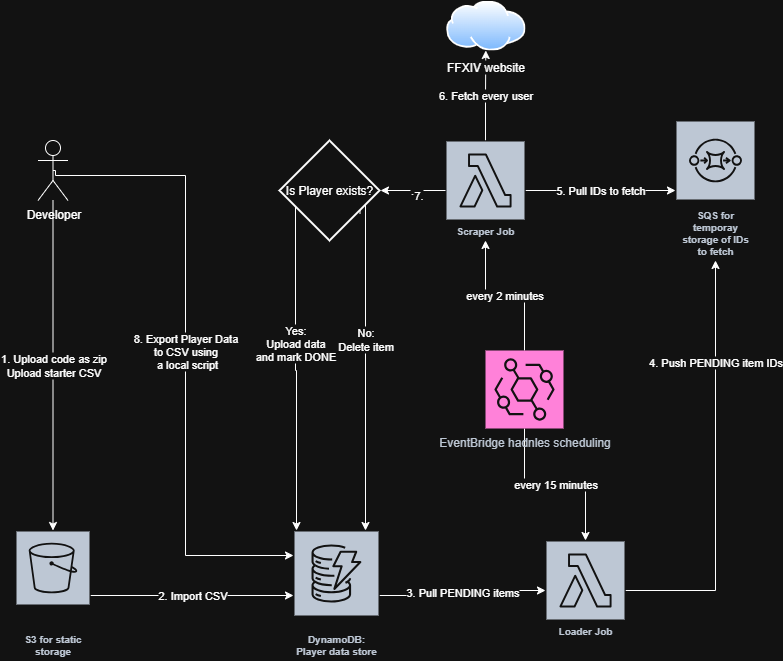 FFXIV website
6. Fetch every user
Developer
Is Player exists?
7.
5. Pull IDs to fetch
Scraper Job
SQS for
temporay
storage of IDs
to fetch
every 2 minutes
1. Upload code as zip
Upload starter CSV
8. Export Player Data
to CSV using
a local script
Yes:
Upload data
and mark DONE
No:
Delete item
4. Push PENDING item IDs
EventBridge hadnles scheduling
every 15 minutes
2. Import CSV
3. Pull PENDING items
S3 for static
storage
DynamoDB:
Player data store
Loader Job